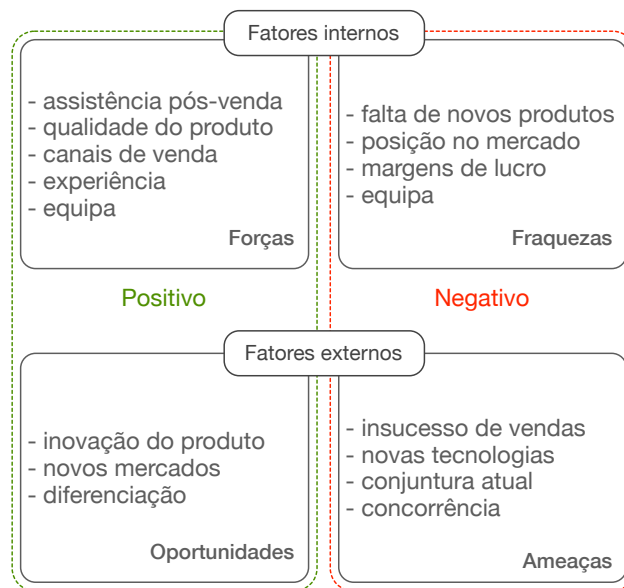 Fatores internos
- assistência pós-venda
- qualidade do produto
- canais de venda
- experiência
- equipa
Forças
- falta de novos produtos
- posição no mercado
- margens de lucro
- equipa
Fraquezas
Positivo
Negativo
Fatores externos
- inovação do produto
- novos mercados
- diferenciação
Oportunidades
- insucesso de vendas
- novas tecnologias
- conjuntura atual
- concorrência
Ameaças